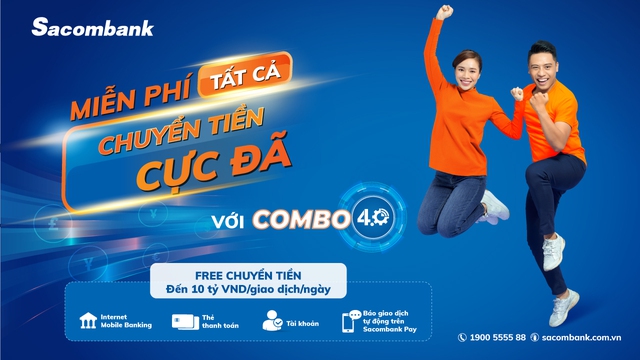 Sacombank
MIỄN PHÍ TẤT CẢ
CHUYỂN TIỀN
CỰC ĐÃ
VỚI COMBO 4.0
FREE CHUYỂN TIỀN
Đến 10 tỷ VND/giao dịch/ngày
Internet
Mobile Banking
Thẻ
thanh toán
Tài khoản
Báo giao dịch
tự động trên
Sacombank Pay
1900 5555 88
sacombank.com.vn